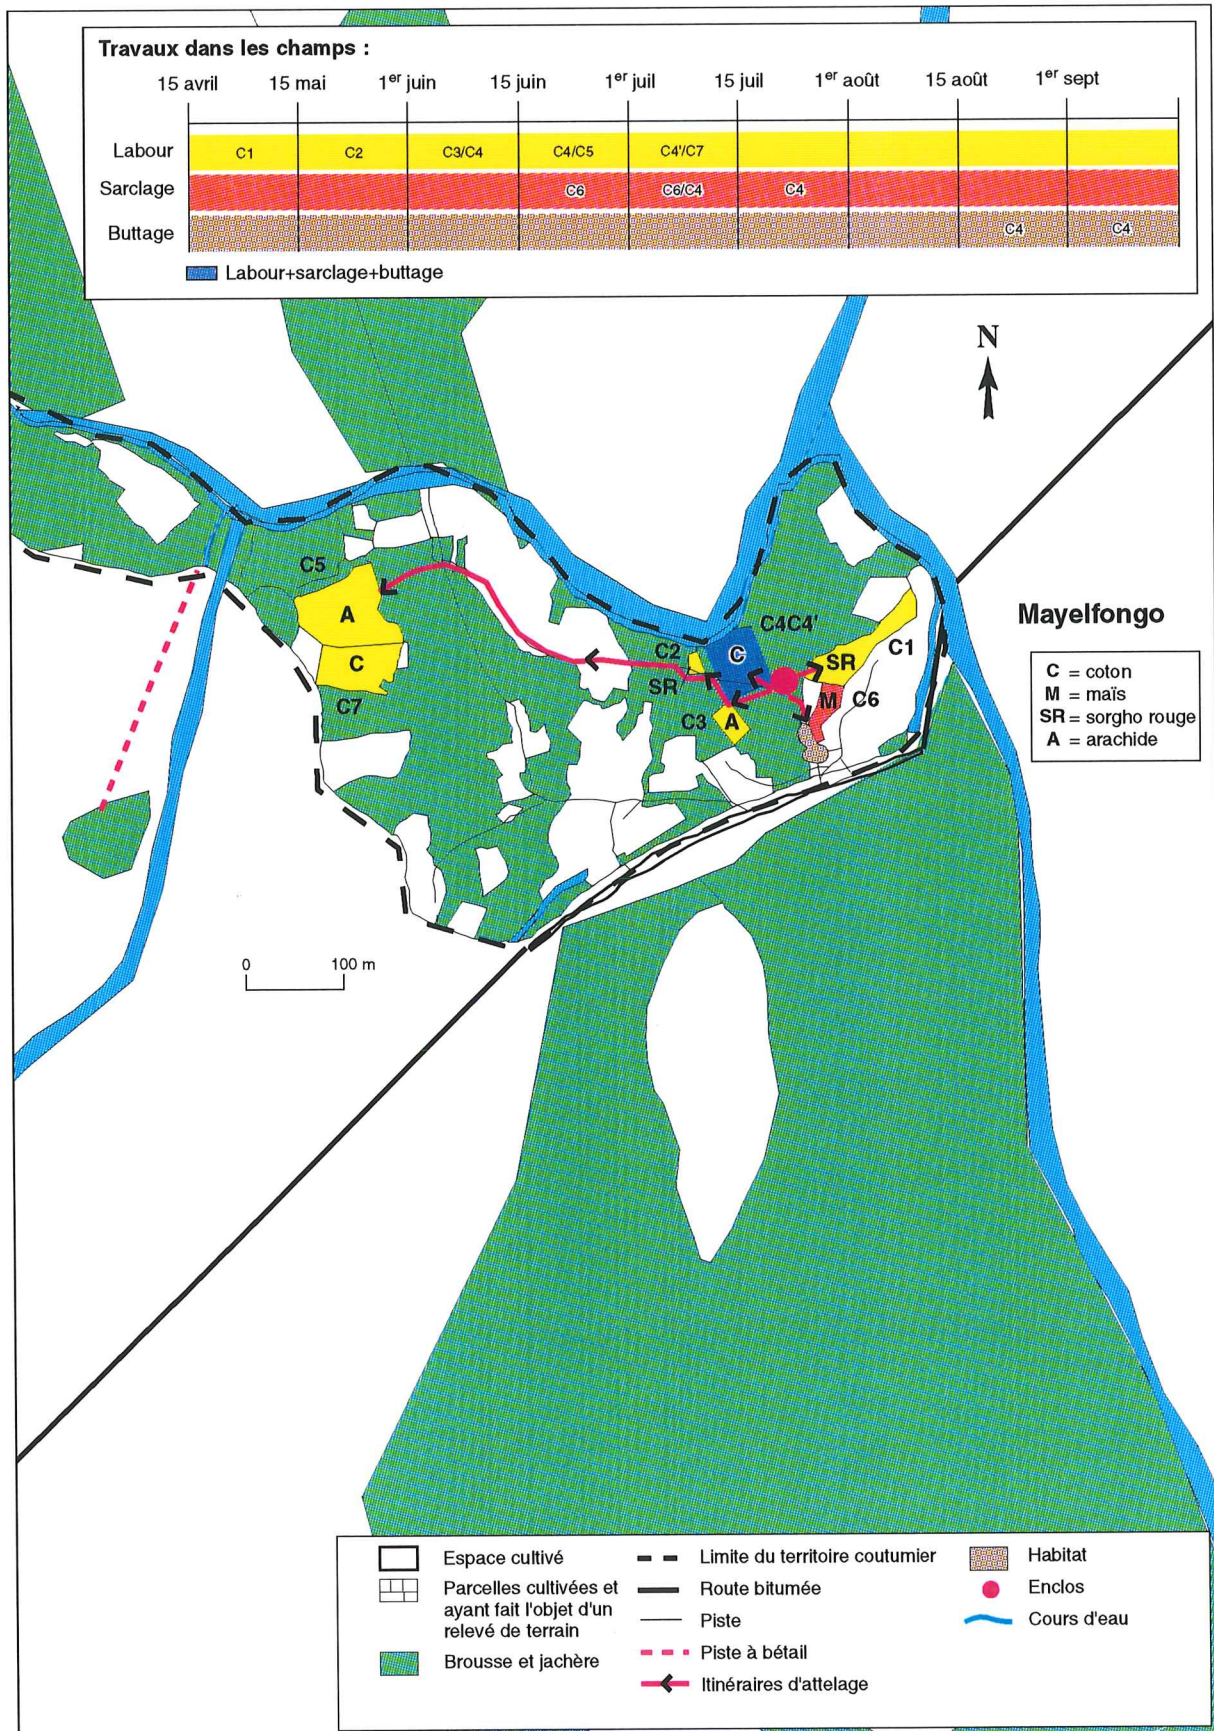 Travaux dans les champs :
15 avril 15 mai 1er juin 15 juin 1er juil 15 juil 1er août 15 août 1er sept
Labour C1 C2 C3/C4 C4/C5 C4'/C7
Sarclage C6 C6/C4 C4
Buttage C4 C4
Labour+sarclage+buttage
N
C5
A
C
C7
C2
SR
C3
A
C
C4C4'
SR
C1
M
C6
Mayelfongo
C = coton
M = maïs
SR = sorgho rouge
A = arachide
0 100 m
Espace cultivé
Parcelles cultivées et
ayant fait l'objet d'un
relevé de terrain
Brousse et jachère
Limite du territoire coutumier
Route bitumée
Piste
Piste à bétail
Itinéraires d'attelage
Habitat
Enclos
Cours d'eau